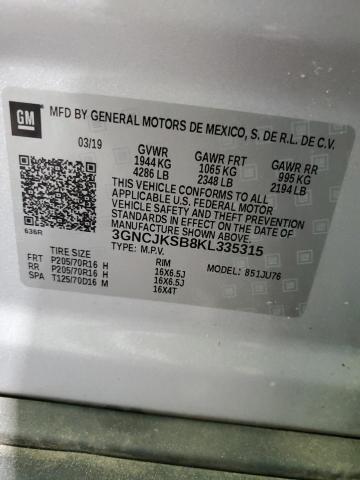 GM
MFD BY GENERAL MOTORS DE MEXICO, S. DE R.L. DE C.V.
03/19 GVWR GAWR FRT GAWR RR
1944 KG 1065 KG 995 KG
4286 LB 2348 LB 2194 LB
THIS VEHICLE CONFORMS TO ALL
APPLICABLE U.S. FEDERAL MOTOR
VEHICLE SAFETY, BUMPER, AND THEFT
PREVENTION STANDARDS IN EFFECT
ON THE DATE OF
MANUFACTURE SHOWN ABOVE.
636R 3GNCJKSB8KL335315
TYPE: M.P.V.
TIRE SIZE RIM MODEL: 851JU76
FRT P205/70R16 H 16X6.5J
RR P205/70R16 H 16X6.5J
SPA T125/70D16 M 16X4T